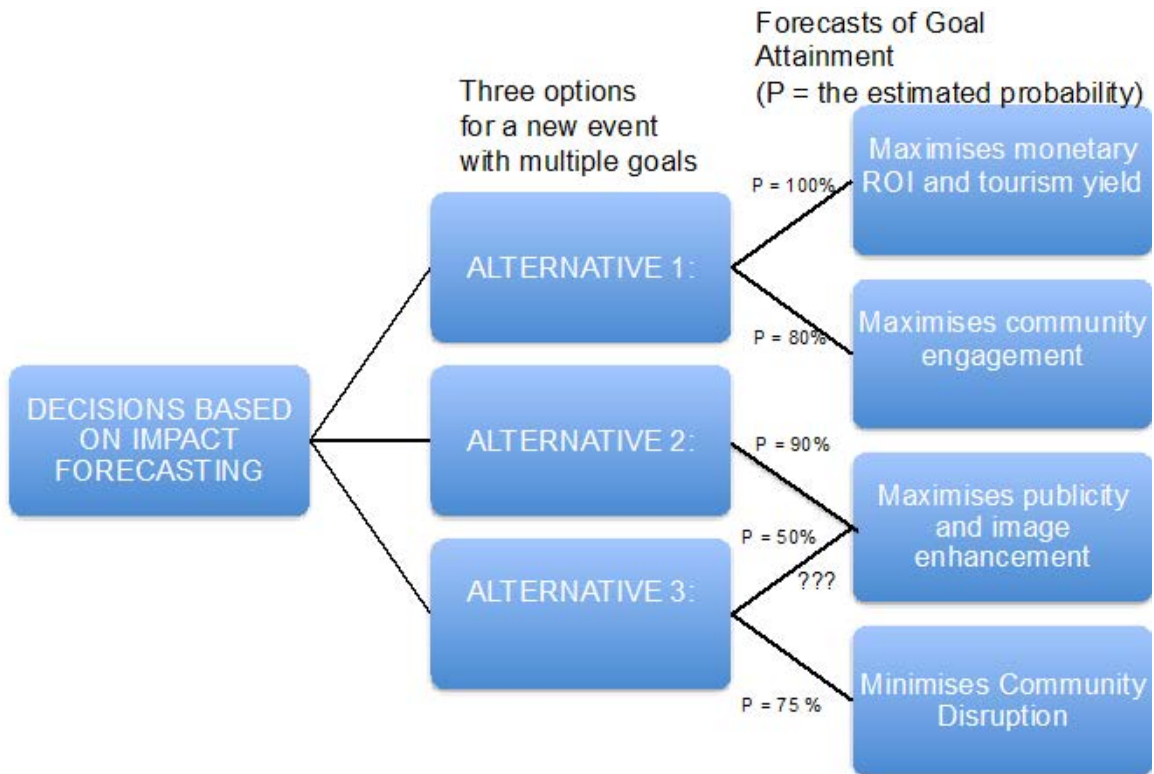 Forecasts of Goal
Attainment
(P = the estimated probability)
Three options
for a new event
with multiple goals
DECISIONS BASED
ON IMPACT
FORECASTING
ALTERNATIVE 1:
ALTERNATIVE 2:
ALTERNATIVE 3:
P = 100%
P = 80%
P = 90%
P = 50%
???
P = 75 %
Maximises monetary
ROI and tourism yield
Maximises community
engagement
Maximises publicity
and image
enhancement
Minimises Community
Disruption